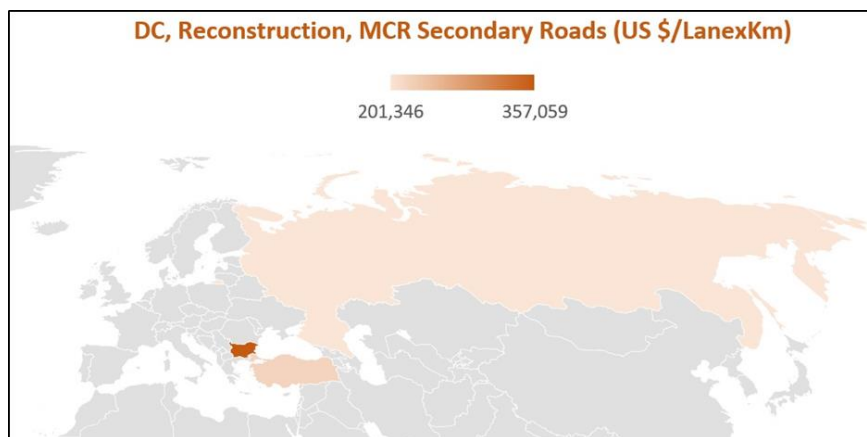 DC, Reconstruction, MCR Secondary Roads (US $/LanexKm)
201,346 357,059